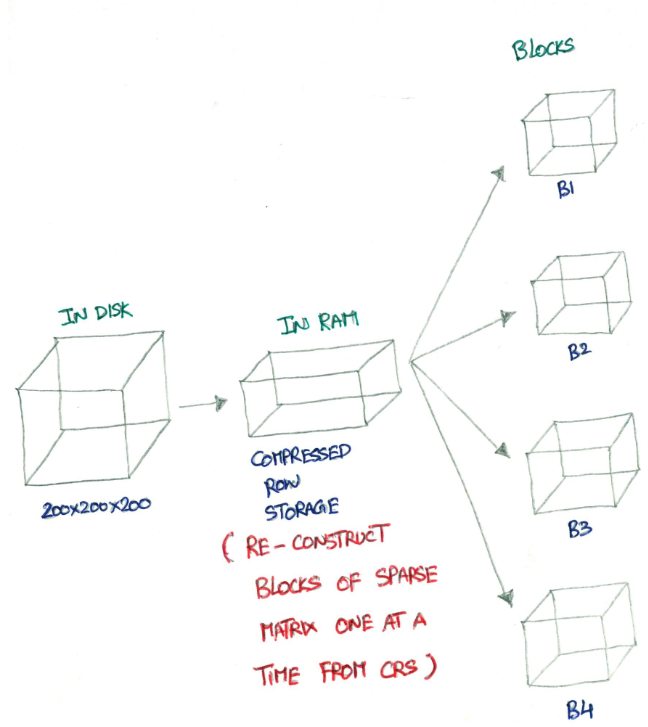 BLOCKS
B1
IN DISK
IN RAM
B2
200x200x200
COMPRESSED
ROW
STORAGE
( RE-CONSTRUCT
BLOCKS OF SPARSE
MATRIX ONE AT A
TIME FROM CRS )
B3
B4